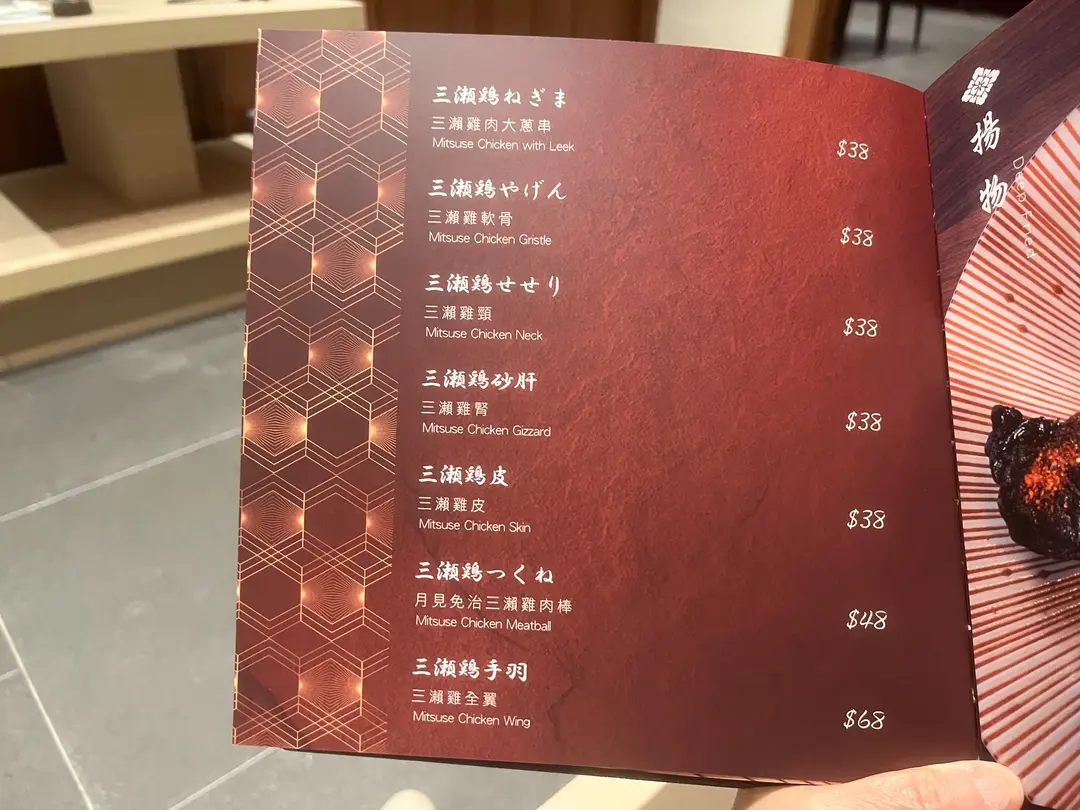 三瀬鶏ねぎま
三瀨雞肉大蔥串
Mitsuse Chicken with Leek
$38
三瀬鶏やげん
三瀨雞軟骨
Mitsuse Chicken Gristle
$38
三瀬鶏せせり
三瀨雞頸
Mitsuse Chicken Neck
$38
三瀬鶏砂肝
三瀨雞腎
Mitsuse Chicken Gizzard
$38
三瀬鶏皮
三瀨雞皮
Mitsuse Chicken Skin
$38
三瀬鶏つくね
月見免治三瀨雞肉棒
Mitsuse Chicken Meatball
$48
三瀬鶏手羽
三瀨雞全翼
Mitsuse Chicken Wing
$68
揚物
Deep Fried